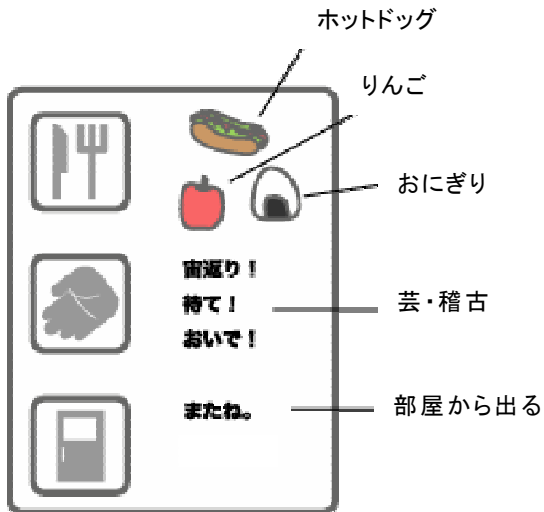 ホットドッグ
りんご
おにぎり
宙返り！
待て！
おいで！
芸・稽古
またね。
部屋から出る